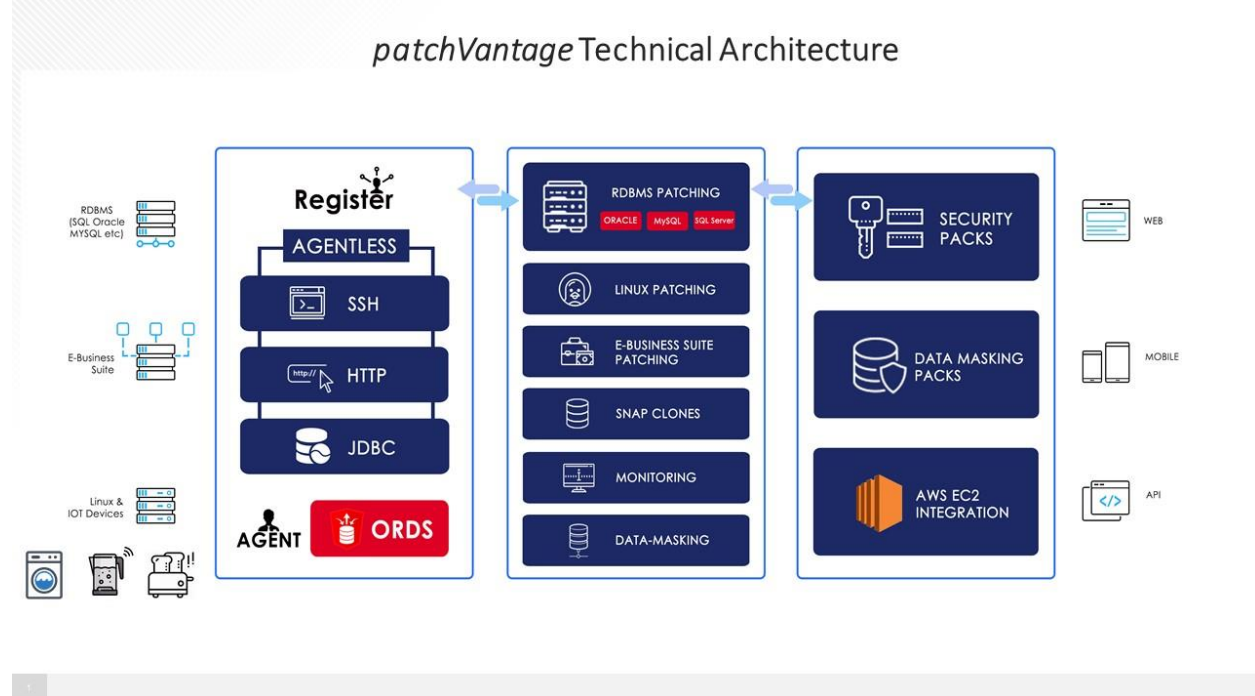 patchVantage Technical Architecture
RDBMS
(SQL Oracle
MYSQL etc)
E-Business
Suite
Linux &
IOT Devices
Register
AGENTLESS
SSH
http://
HTTP
JDBC
AGENT
ORDS
RDBMS PATCHING
ORACLE
MySQL
SQL Server
LINUX PATCHING
E-BUSINESS SUITE
PATCHING
SNAP CLONES
MONITORING
DATA-MASKING
SECURITY
PACKS
DATA MASKING
PACKS
AWS EC2
INTEGRATION
WEB
MOBILE
</>
API